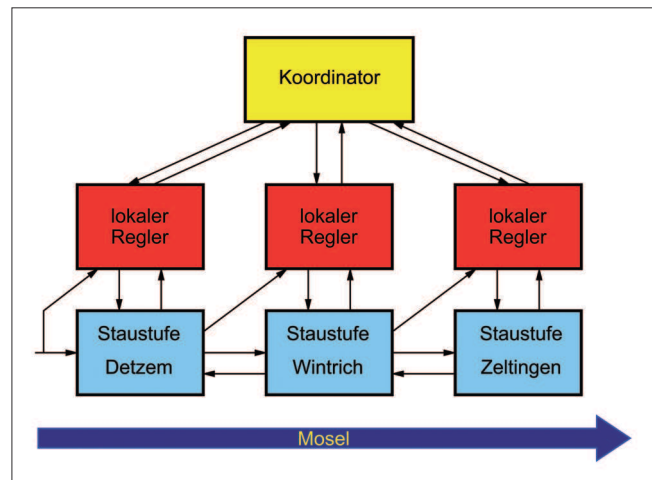 Koordinator
lokaler
Regler
lokaler
Regler
lokaler
Regler
Staustufe
Detzem
Staustufe
Wintrich
Staustufe
Zeltingen
Mosel